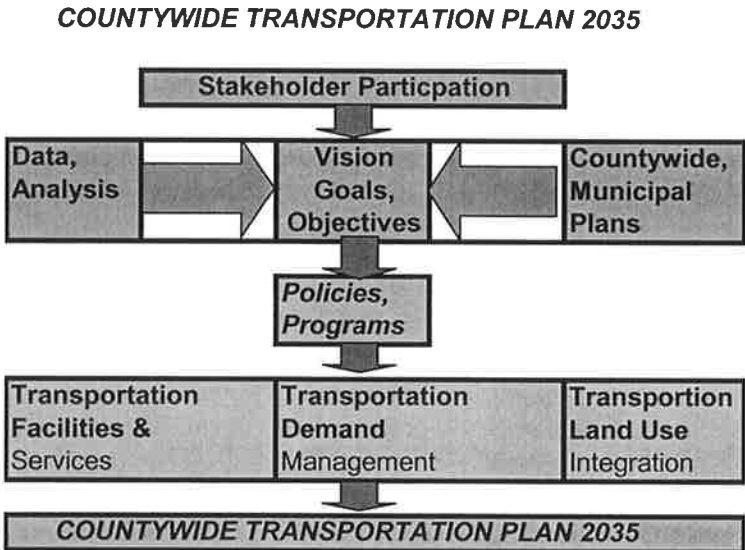 COUNTYWIDE TRANSPORTATION PLAN 2035
Stakeholder Particpation
Data,
Analysis
Vision
Goals,
Objectives
Countywide,
Municipal
Plans
Policies,
Programs
Transportation
Facilities &
Services
Transportation
Demand
Management
Transportion
Land Use
Integration
COUNTYWIDE TRANSPORTATION PLAN 2035